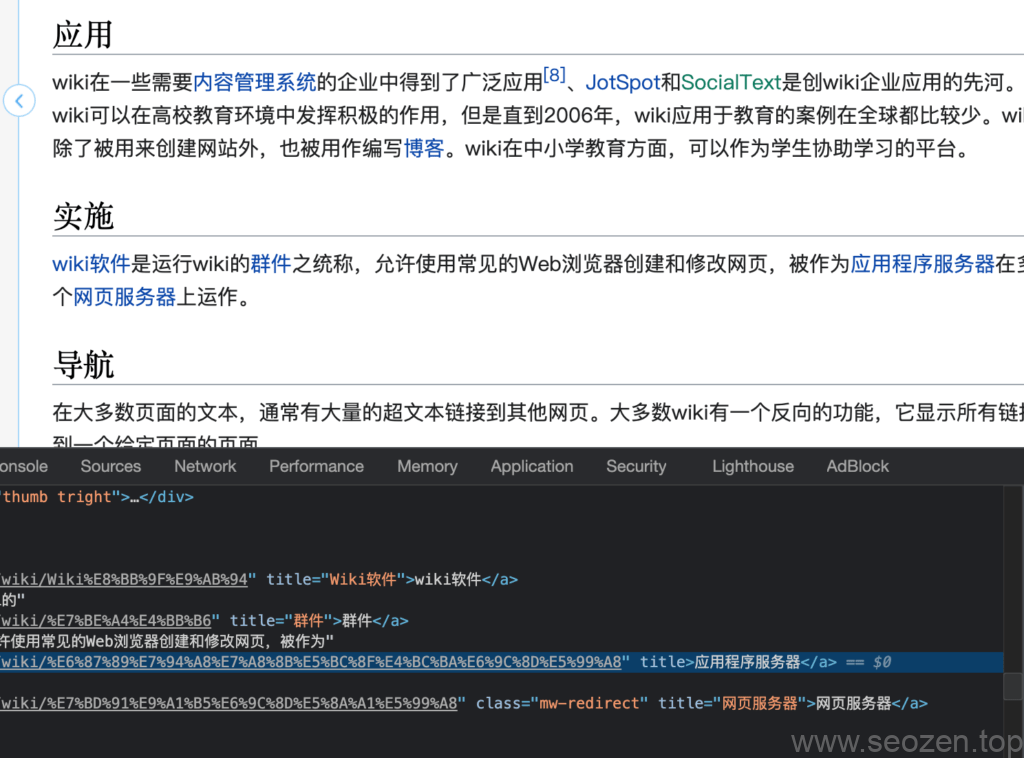 应用
wiki在一些需要内容管理系统的企业中得到了广泛应用[8]、JotSpot和SocialText是创wiki企业应用的先河。
wiki可以在高校教育环境中发挥积极的作用，但是直到2006年，wiki应用于教育的案例在全球都比较少。wi
除了被用来创建网站外，也被用作编写博客。wiki在中小学教育方面，可以作为学生协助学习的平台。
实施
wiki软件是运行wiki的群件之统称，允许使用常见的Web浏览器创建和修改网页，被作为应用程序服务器在多
个网页服务器上运作。
导航
在大多数页面的文本，通常有大量的超文本链接到其他网页。大多数wiki有一个反向的功能，它显示所有链接
到一个给定页面的页面
onsole Sources Network Performance Memory Application Security Lighthouse AdBlock
"thumb tright">…</div>
/wiki/Wiki%E8%BB%9F%E9%AB%94" title="Wiki软件">wiki软件</a>
的"
/wiki/%E7%BE%A4%E4%BB%B6" title="群件">群件</a>
许使用常见的Web浏览器创建和修改网页，被作为"
/wiki/%E6%87%89%E7%94%A8%E7%A8%8B%E5%BC%8F%E4%BC%BA%E6%9C%8D%E5%99%A8" title>应用程序服务器</a> == $0
/wiki/%E7%BD%91%E9%A1%B5%E6%9C%8D%E5%8A%A1%E5%99%A8" class="mw-redirect" title="网页服务器">网页服务器</a>
www.seozen.top